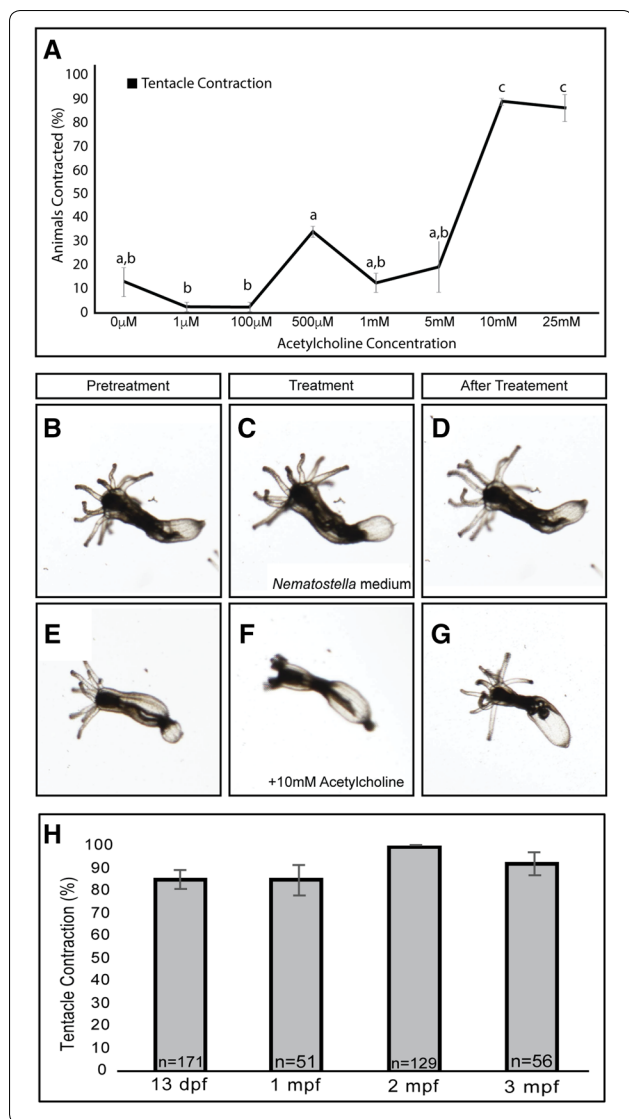 A
100
90
80
70
60
50
40
30
20
10
0
Animals Contracted (%)
Tentacle Contraction
a,b
b
b
a
a,b
a,b
c
c
0μM
1μM
100μM
500μM
1mM
5mM
10mM
25mM
Acetylcholine Concentration
Pretreatment
Treatment
After Treatement
B
C
D
Nematostella medium
E
F
G
+10mM Acetylcholine
H
100
90
80
70
60
50
40
30
20
10
0
Tentacle Contraction (%)
n=171
n=51
n=129
n=56
13 dpf
1 mpf
2 mpf
3 mpf